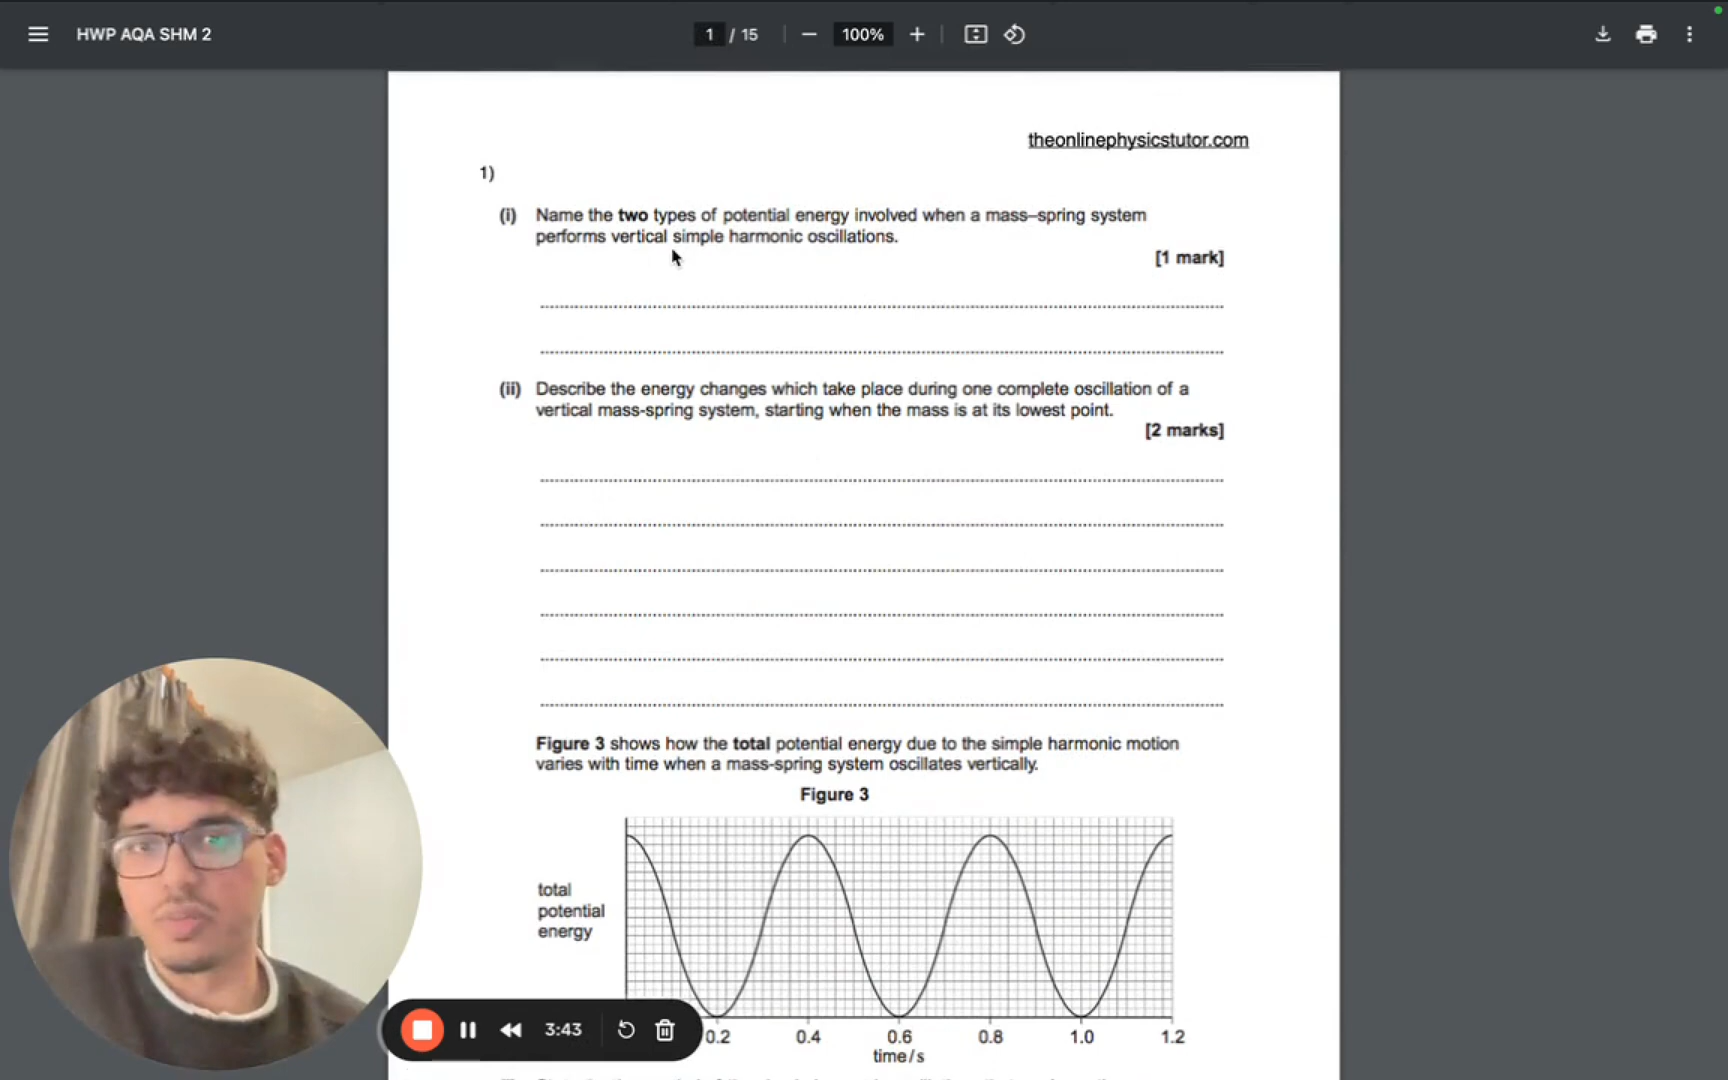 HWP AQA SHM 2
1 / 15
100%
theonlinephysicstutor.com
1)
(i) Name the two types of potential energy involved when a mass–spring system
performs vertical simple harmonic oscillations.
[1 mark]
(ii) Describe the energy changes which take place during one complete oscillation of a
vertical mass-spring system, starting when the mass is at its lowest point.
[2 marks]
Figure 3 shows how the total potential energy due to the simple harmonic motion
varies with time when a mass-spring system oscillates vertically.
Figure 3
total
potential
energy
0.2 0.4 0.6 0.8 1.0 1.2
time / s
3:43